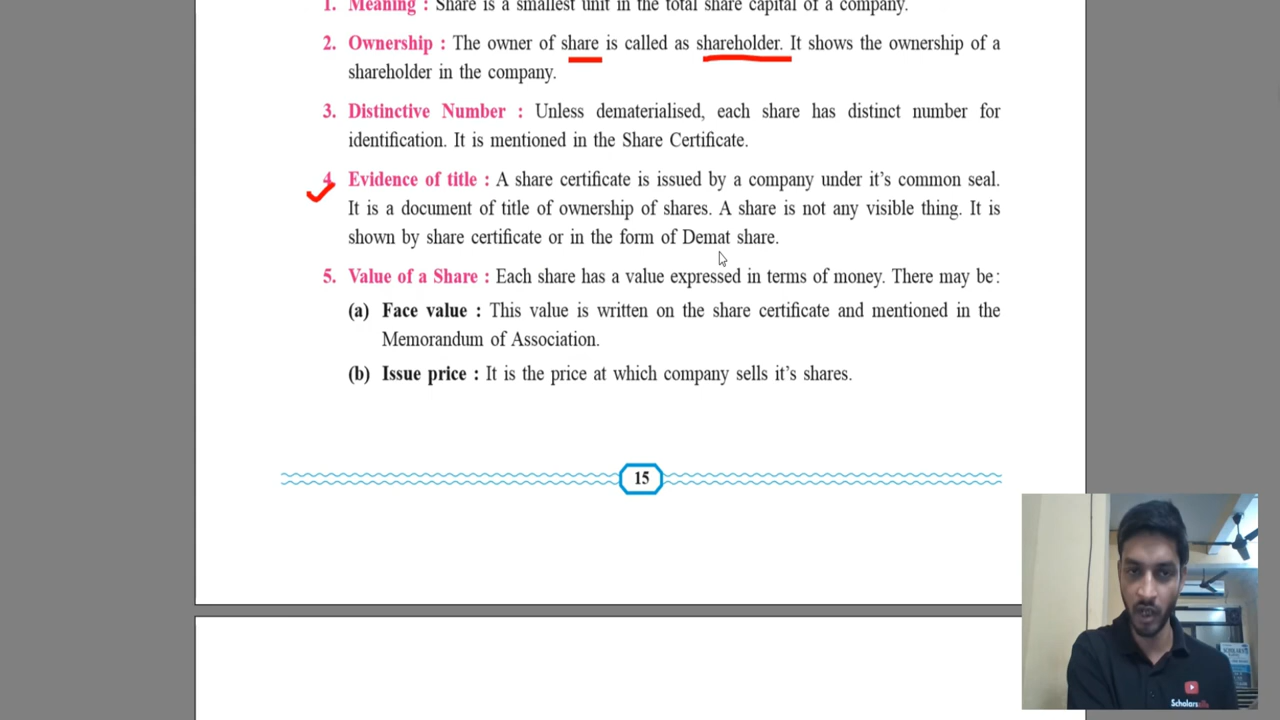 1. Meaning : Share is a smallest unit in the total share capital of a company.
2. Ownership : The owner of share is called as shareholder. It shows the ownership of a
shareholder in the company.
3. Distinctive Number : Unless dematerialised, each share has distinct number for
identification. It is mentioned in the Share Certificate.
4. Evidence of title : A share certificate is issued by a company under it's common seal.
It is a document of title of ownership of shares. A share is not any visible thing. It is
shown by share certificate or in the form of Demat share.
5. Value of a Share : Each share has a value expressed in terms of money. There may be :
(a) Face value : This value is written on the share certificate and mentioned in the
Memorandum of Association.
(b) Issue price : It is the price at which company sells it's shares.
15